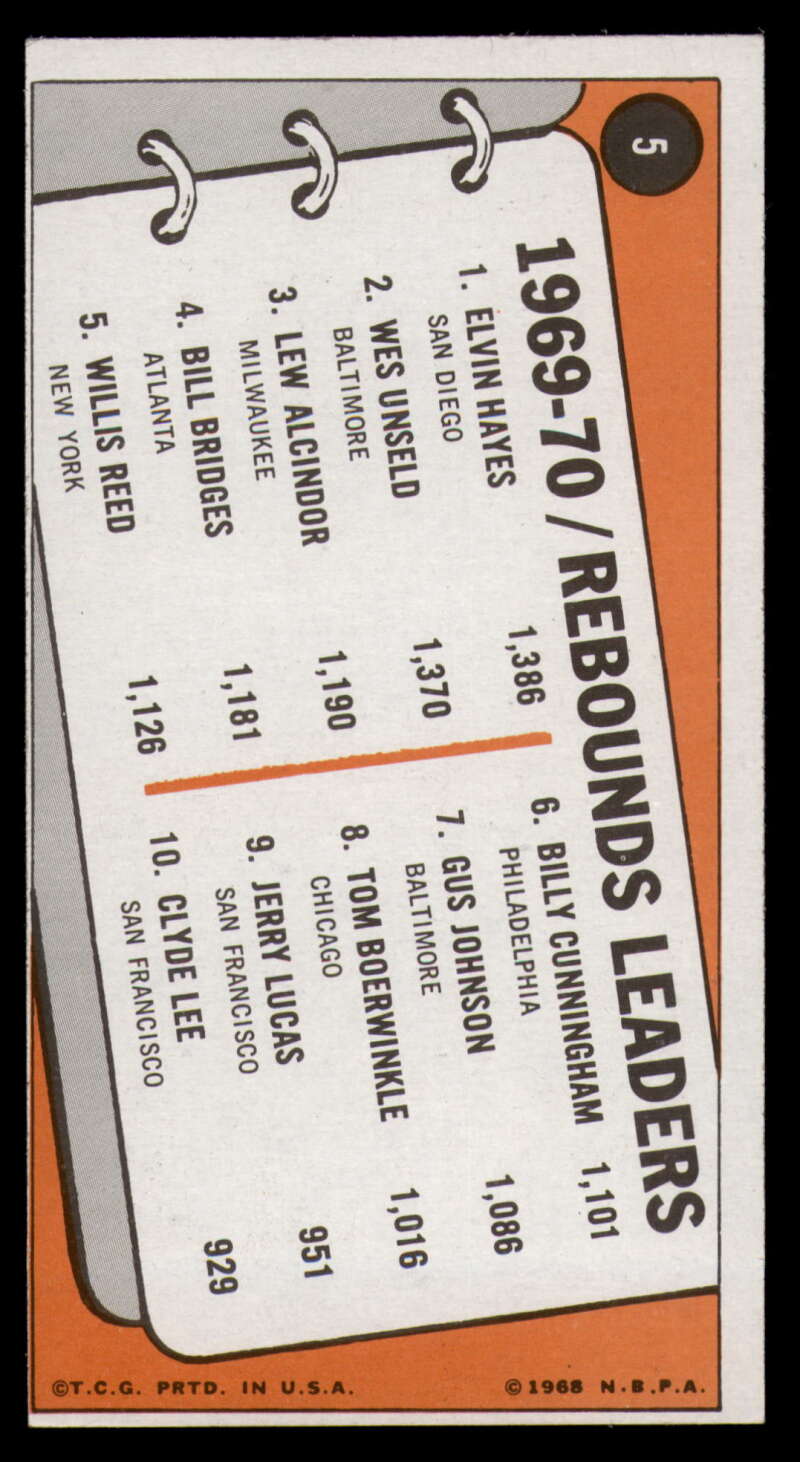 5
1969-70 / REBOUNDS LEADERS
1. ELVIN HAYES 1,386
SAN DIEGO
2. WES UNSELD 1,370
BALTIMORE
3. LEW ALCINDOR 1,190
MILWAUKEE
4. BILL BRIDGES 1,181
ATLANTA
5. WILLIS REED 1,126
NEW YORK
6. BILLY CUNNINGHAM 1,101
PHILADELPHIA
7. GUS JOHNSON 1,086
BALTIMORE
8. TOM BOERWINKLE 1,016
CHICAGO
9. JERRY LUCAS 951
SAN FRANCISCO
10. CLYDE LEE 929
SAN FRANCISCO
©T.C.G. PRTD. IN U.S.A.
© 1968 N.B.P.A.